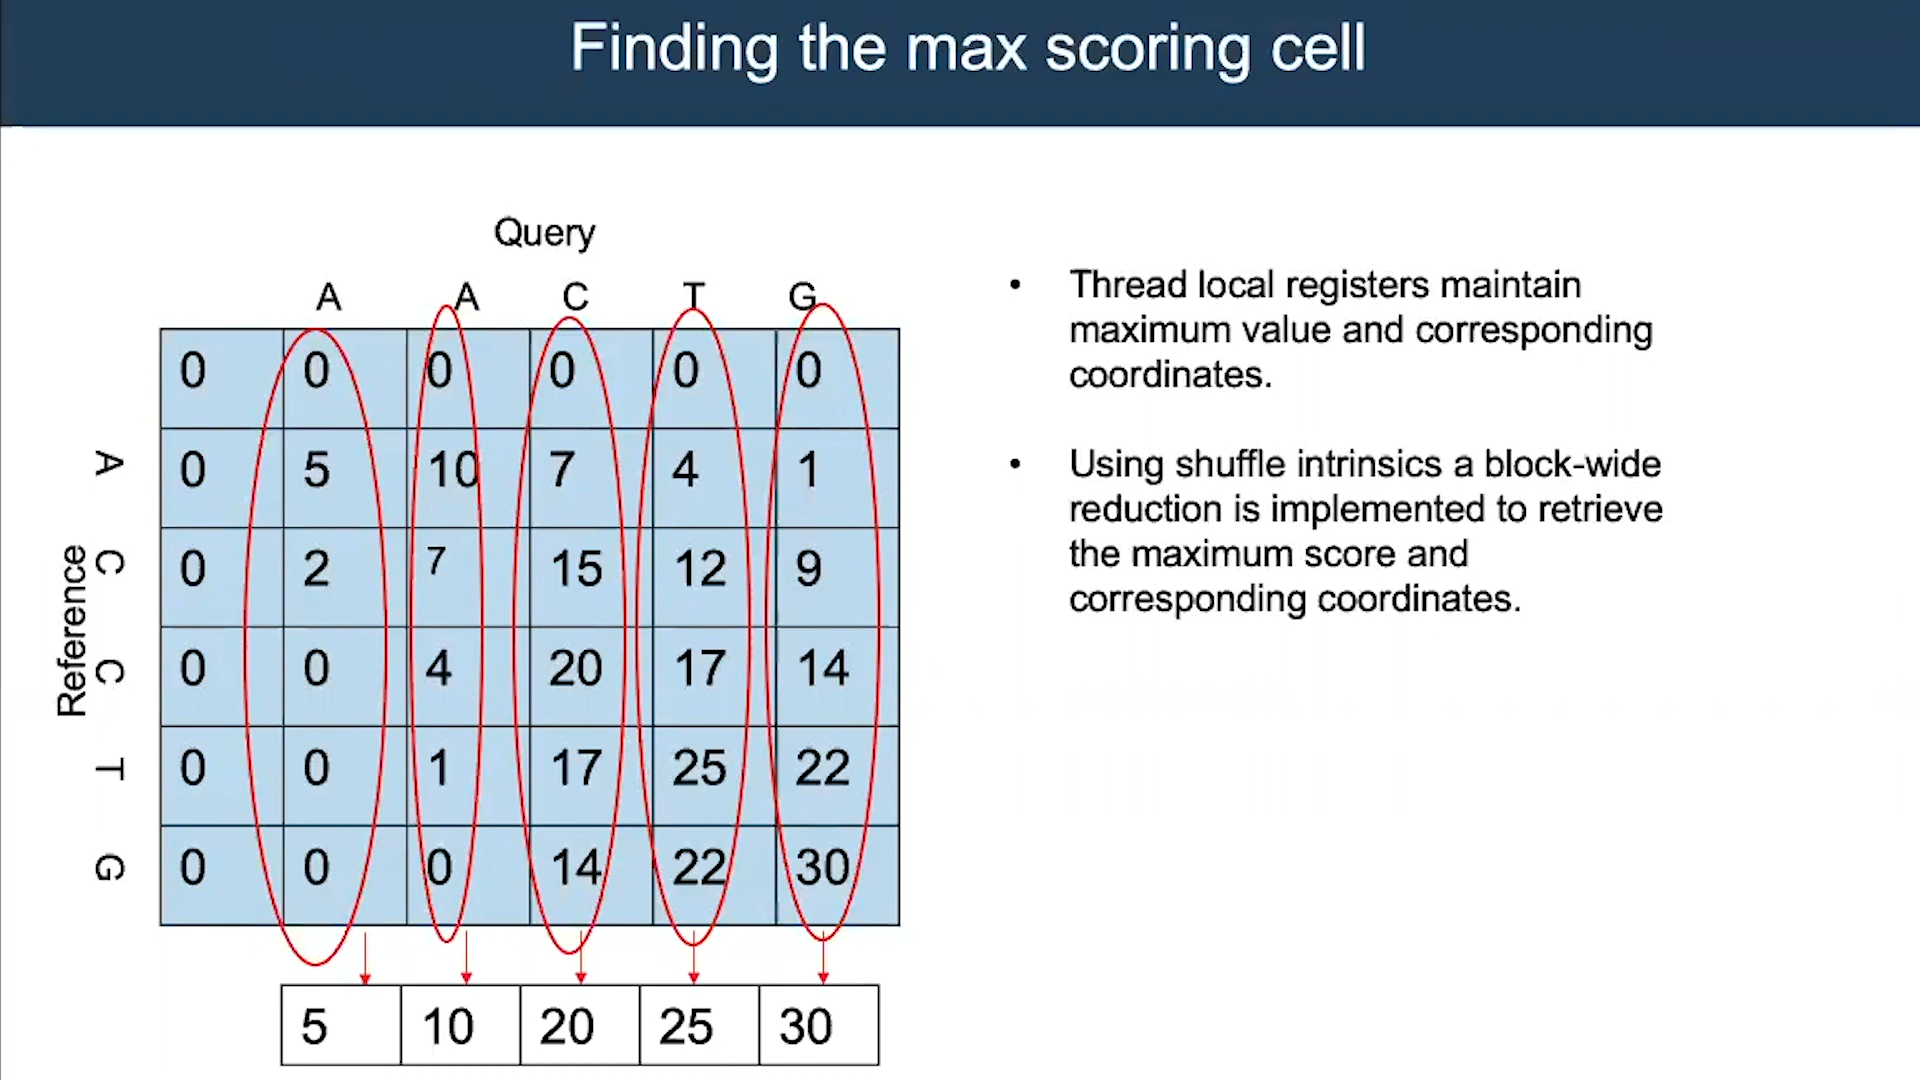 Finding the max scoring cell
Query
A A C T G
0 0 0 0 0 0
A 0 5 10 7 4 1
C 0 2 7 15 12 9
C 0 0 4 20 17 14
T 0 0 1 17 25 22
G 0 0 0 14 22 30
Reference
5 10 20 25 30
• Thread local registers maintain
maximum value and corresponding
coordinates.
• Using shuffle intrinsics a block-wide
reduction is implemented to retrieve
the maximum score and
corresponding coordinates.